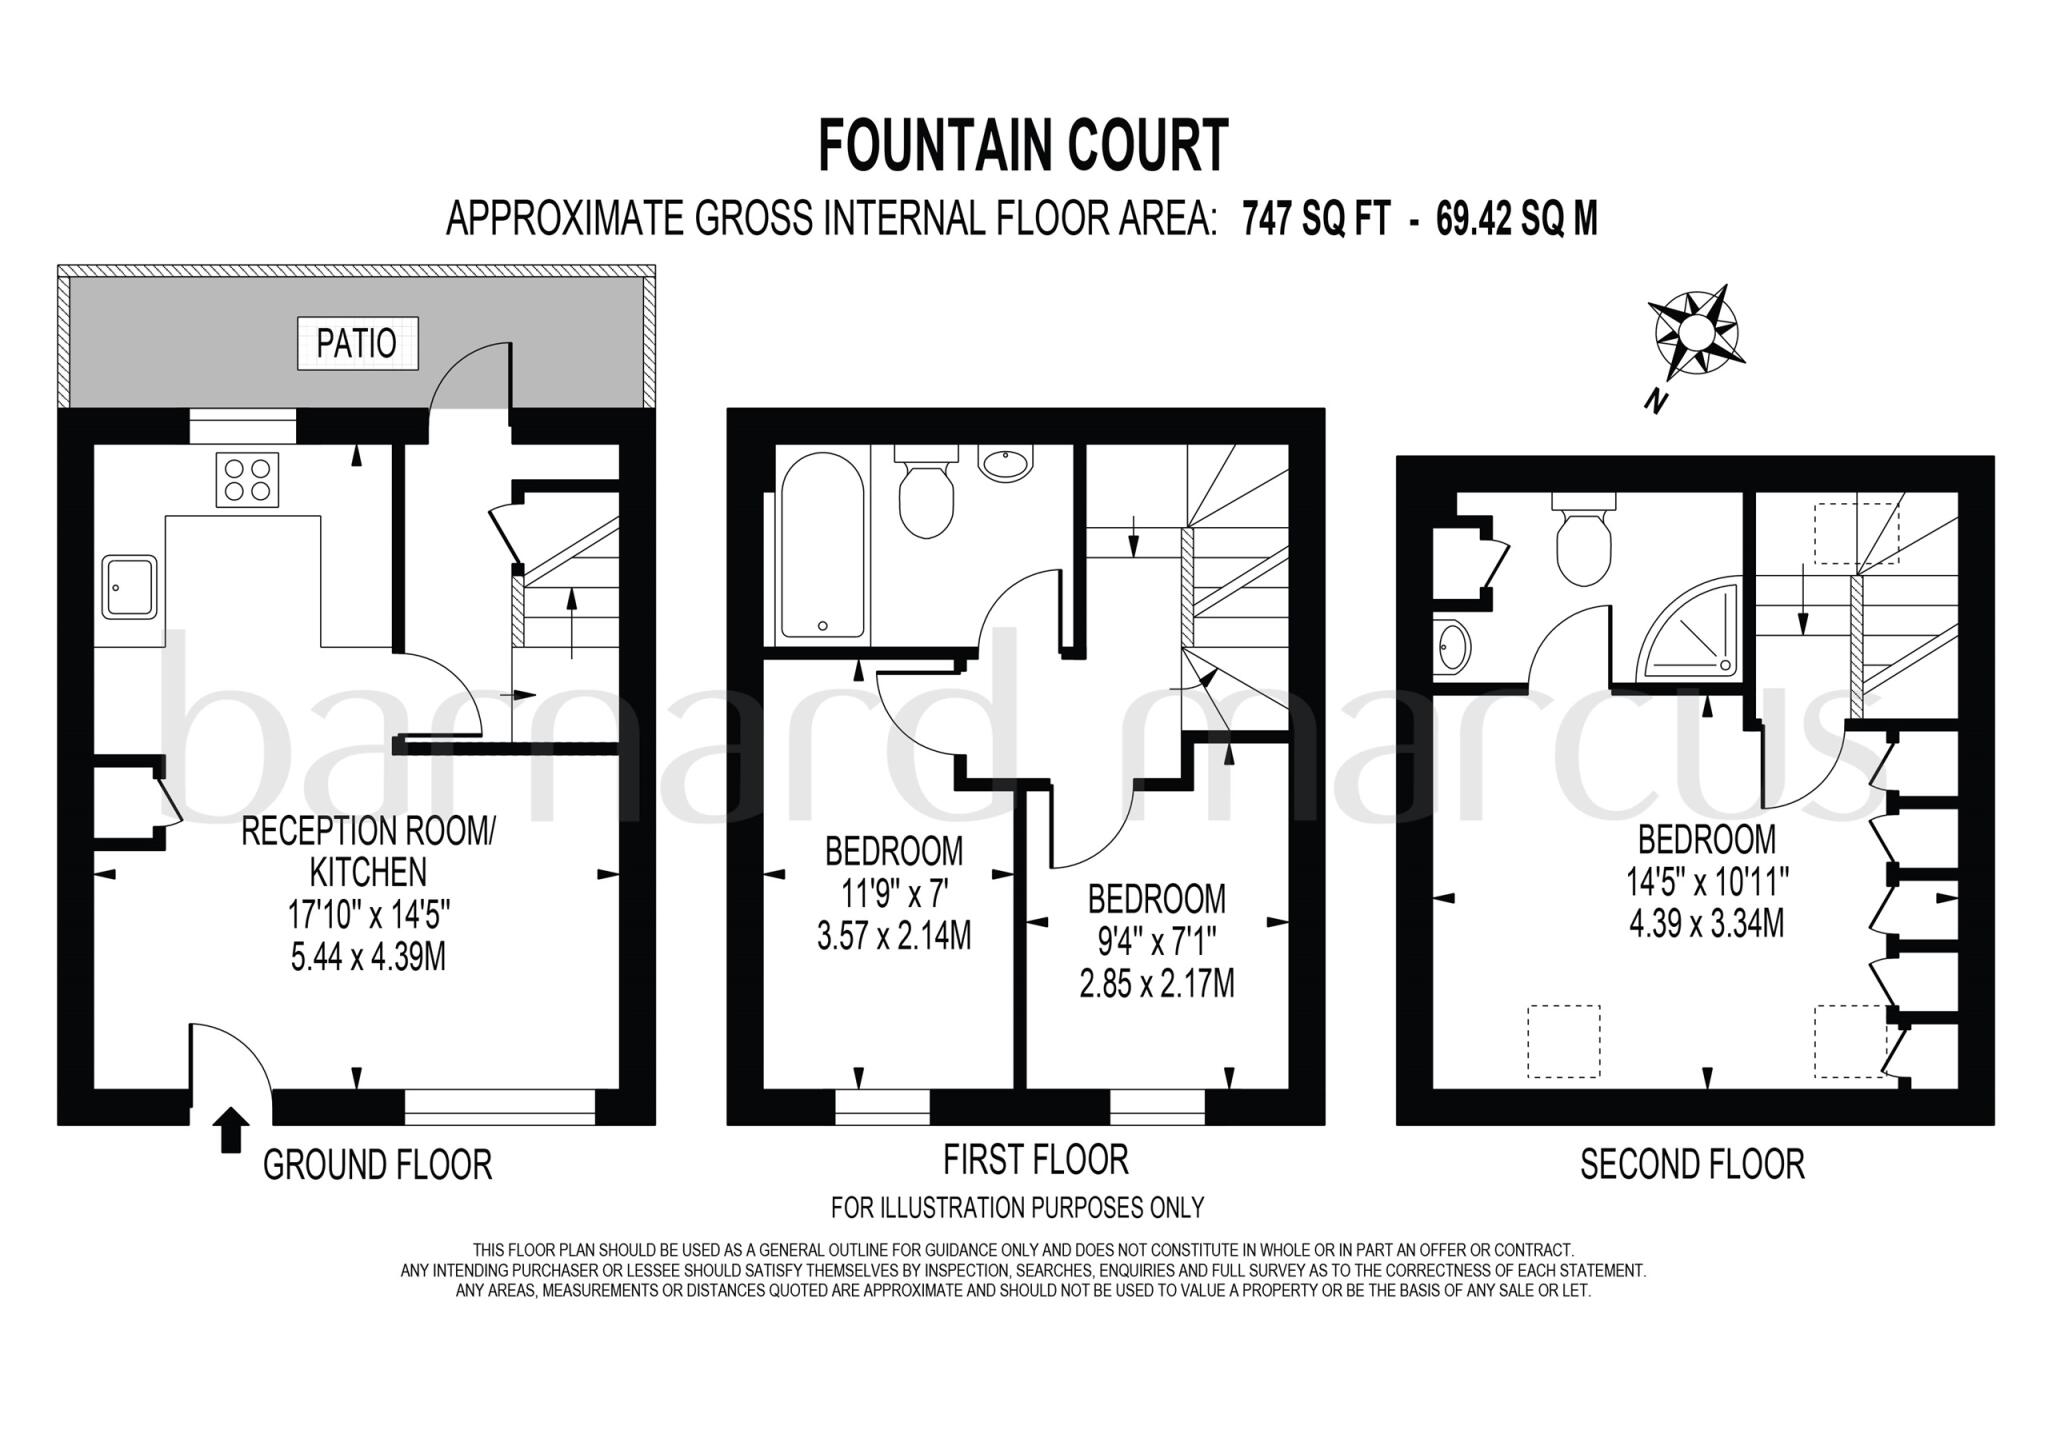 FOUNTAIN COURT
APPROXIMATE GROSS INTERNAL FLOOR AREA: 747 SQ FT - 69.42 SQ M
PATIO
N
RECEPTION ROOM/
KITCHEN
17'10" x 14'5"
5.44 x 4.39M
BEDROOM
11'9" x 7'
3.57 x 2.14M
BEDROOM
9'4" x 7'1"
2.85 x 2.17M
BEDROOM
14'5" x 10'11"
4.39 x 3.34M
barnard marcus
GROUND FLOOR
FIRST FLOOR
SECOND FLOOR
FOR ILLUSTRATION PURPOSES ONLY
THIS FLOOR PLAN SHOULD BE USED AS A GENERAL OUTLINE FOR GUIDANCE ONLY AND DOES NOT CONSTITUTE IN WHOLE OR IN PART AN OFFER OR CONTRACT.
ANY INTENDING PURCHASER OR LESSEE SHOULD SATISFY THEMSELVES BY INSPECTION, SEARCHES, ENQUIRIES AND FULL SURVEY AS TO THE CORRECTNESS OF EACH STATEMENT.
ANY AREAS, MEASUREMENTS OR DISTANCES QUOTED ARE APPROXIMATE AND SHOULD NOT BE USED TO VALUE A PROPERTY OR BE THE BASIS OF ANY SALE OR LET.